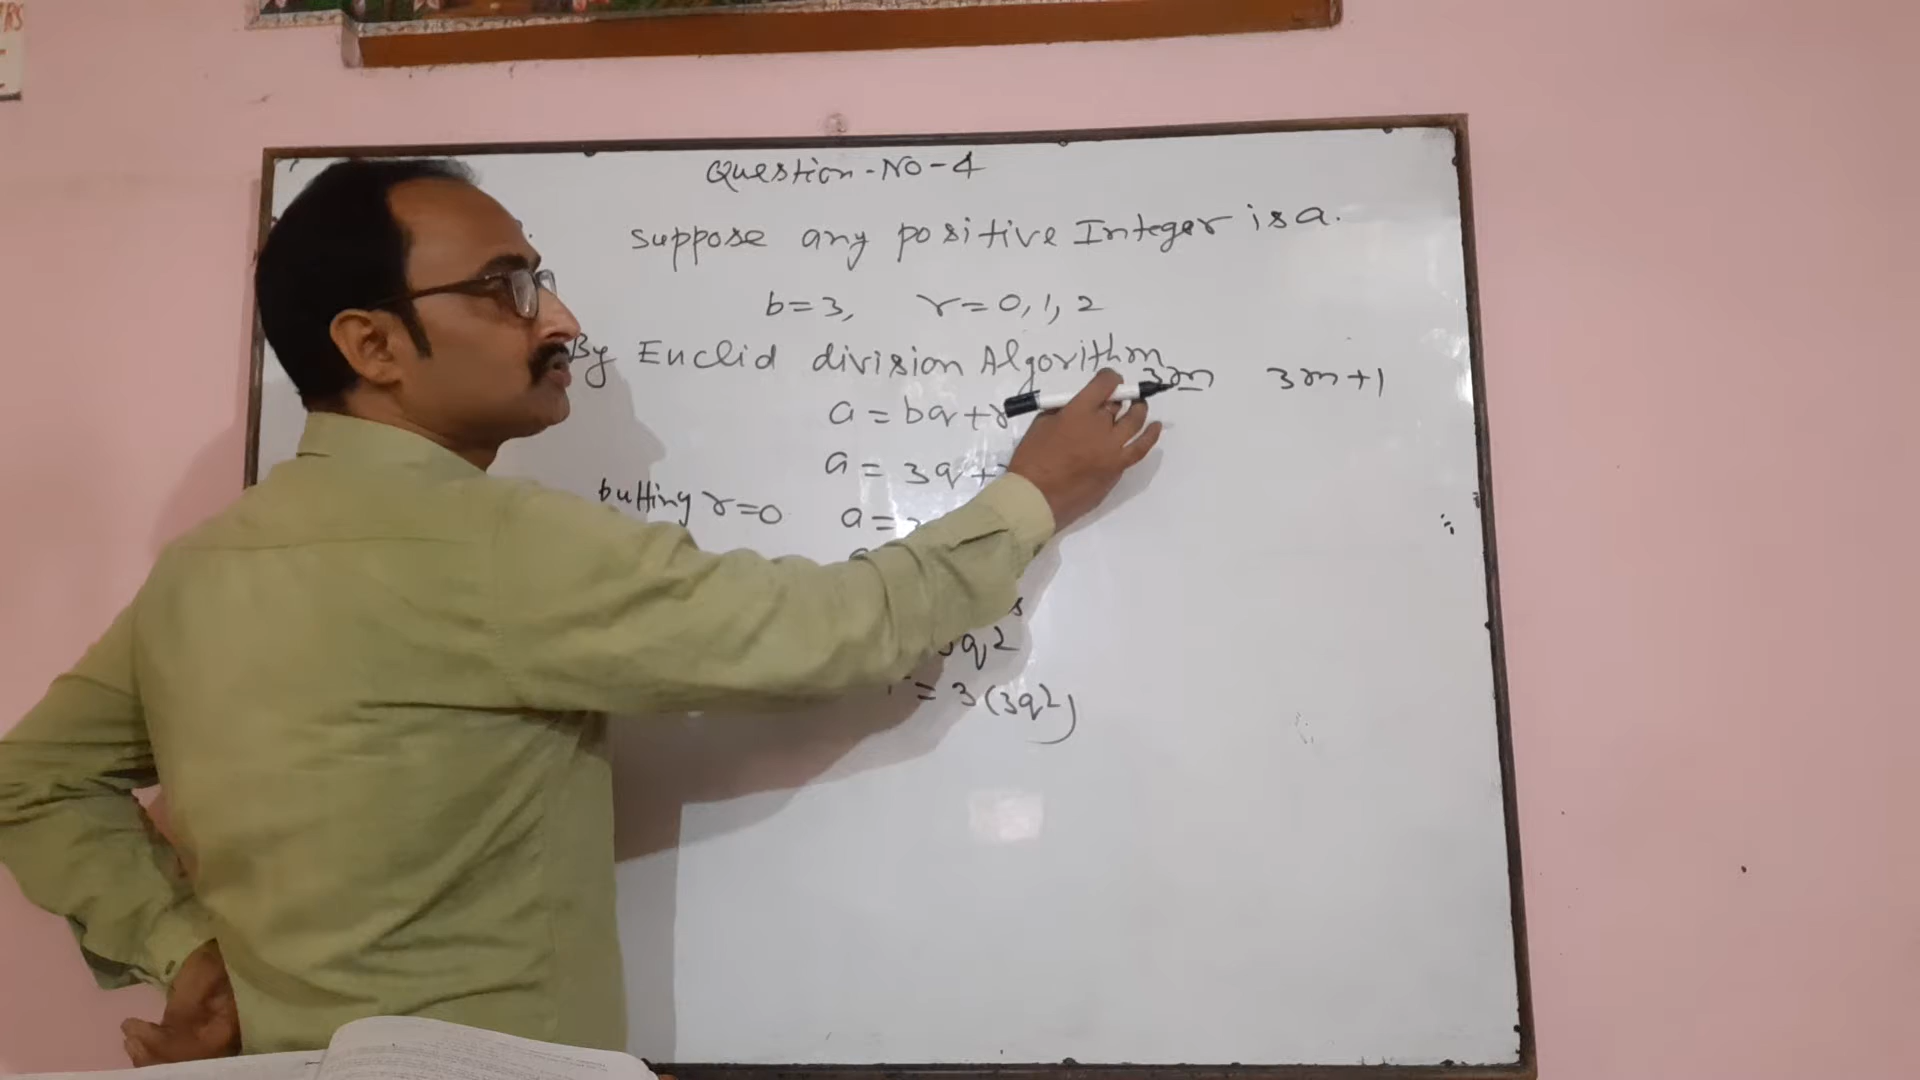 Question-No-4
suppose any positive Integer is a.
b=3, r=0,1,2
By Euclid division Algorithm
3m 3m+1
a = bq+r
a = 3q+
butting r=0 a=
q2
= 3(3q2)